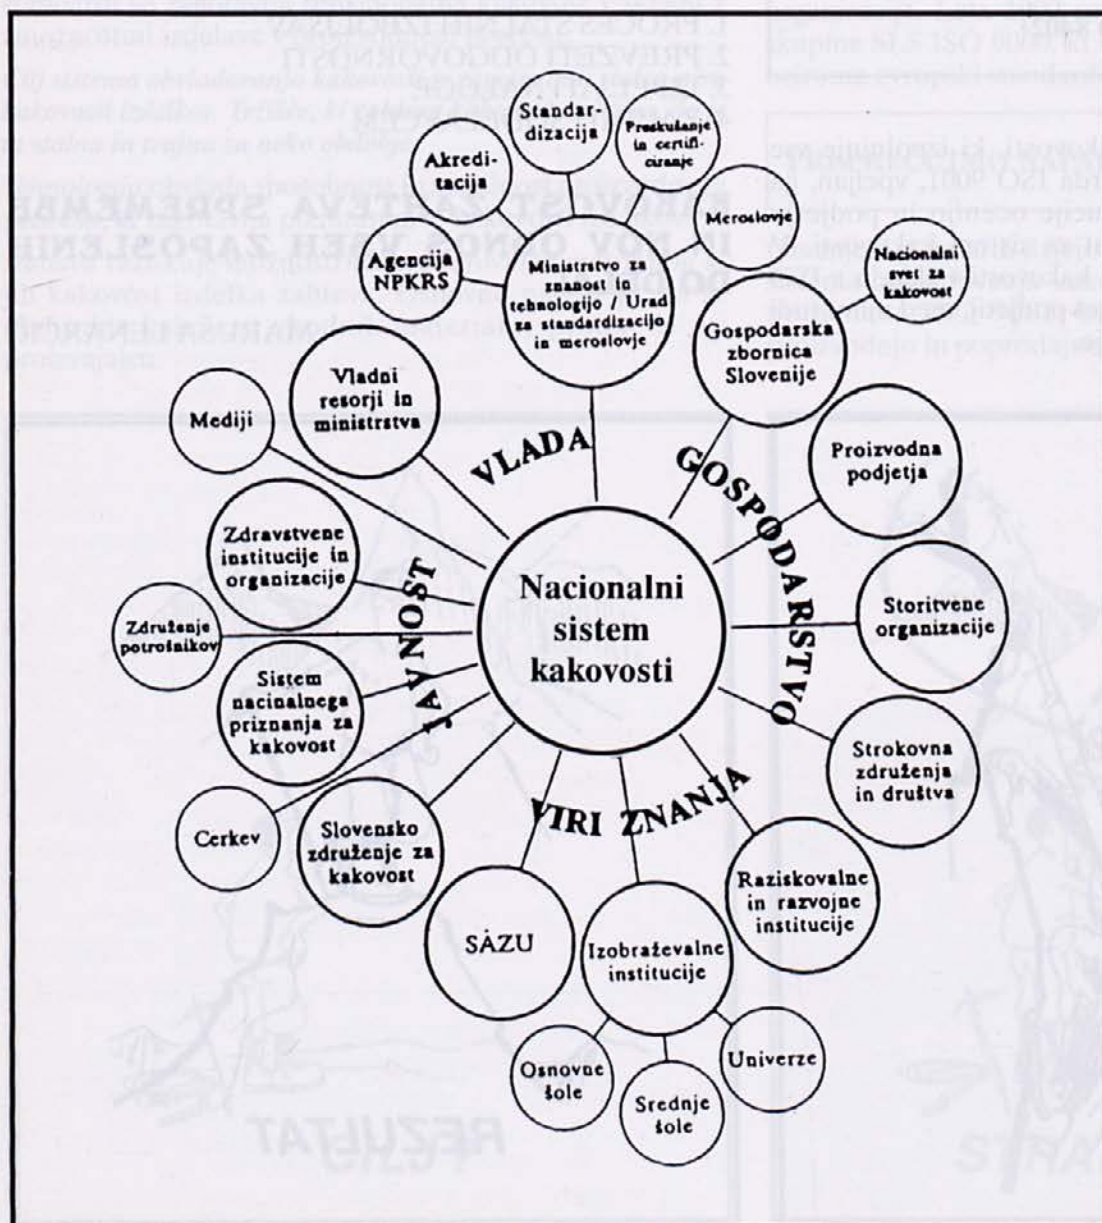 Standar-
dizacija
Preskušanje
in certifi-
ciranje
Akredi-
tacija
Meroslovje
Agencija
NPKRS
Ministrstvo za
znanost in
tehnologijo / Urad
za standardizacijo
in meroslovje
Nacionalni
svet za
kakovost
Gospodarska
zbornica
Slovenije
Vladni
resorji in
ministrstva
Mediji
VLADA
GOSPODARSTVO
Proizvodna
podjetja
Zdravstvene
institucije in
organizacije
JAVNOST
Nacionalni
sistem
kakovosti
Storitvene
organizacije
Združenje
potrošnikov
Sistem
nacinalnega
priznanja za
kakovost
Strokovna
združenja
in društva
VIRI ZNANJA
Cerkev
Slovensko
združenje za
kakovost
Raziskovalne
in razvojne
institucije
SAZU
Izobraževalne
institucije
Osnovne
šole
Srednje
šole
Univerze